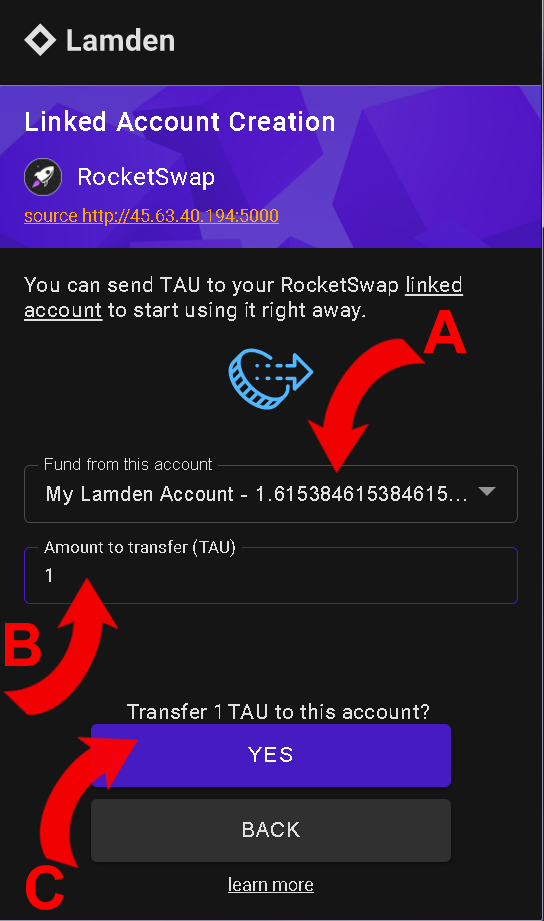 Lamden
Linked Account Creation
RocketSwap
source http://45.63.40.194:5000
You can send TAU to your RocketSwap linked
account to start using it right away.
A
Fund from this account
My Lamden Account - 1.615384615384615...
Amount to transfer (TAU)
1
B
Transfer 1 TAU to this account?
YES
BACK
C
learn more